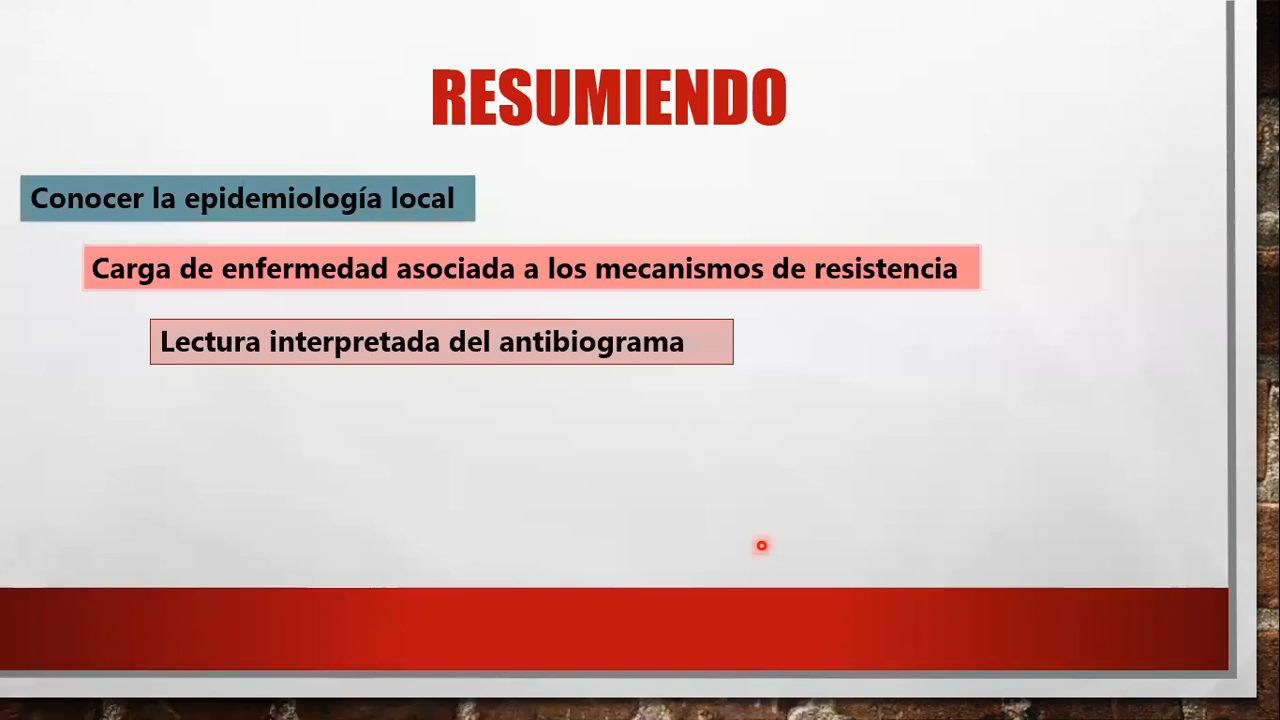 RESUMIENDO
Conocer la epidemiología local
Carga de enfermedad asociada a los mecanismos de resistencia
Lectura interpretada del antibiograma